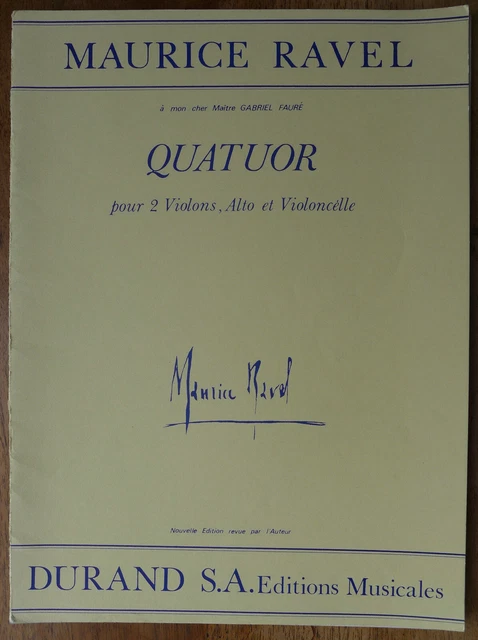 MAURICE RAVEL
à mon cher Maître GABRIEL FAURÉ
QUATUOR
pour 2 Violons, Alto et Violoncelle
Maurice Ravel
Nouvelle Edition revue par l'Auteur
DURAND S.A. Editions Musicales